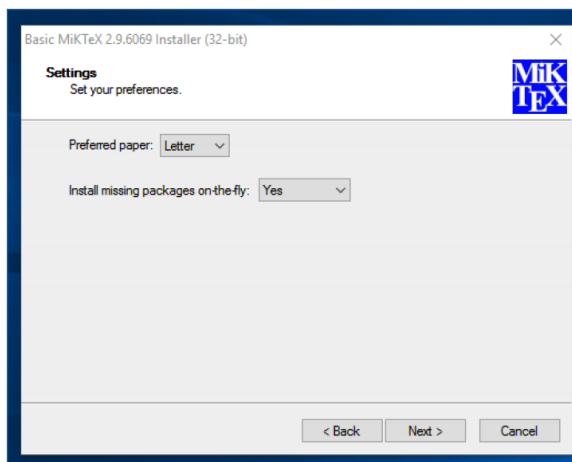 Basic MiKTeX 2.9.6069 Installer (32-bit)
Settings
Set your preferences.
MiK
TEX
Preferred paper: Letter
Install missing packages on-the-fly: Yes
< Back Next > Cancel